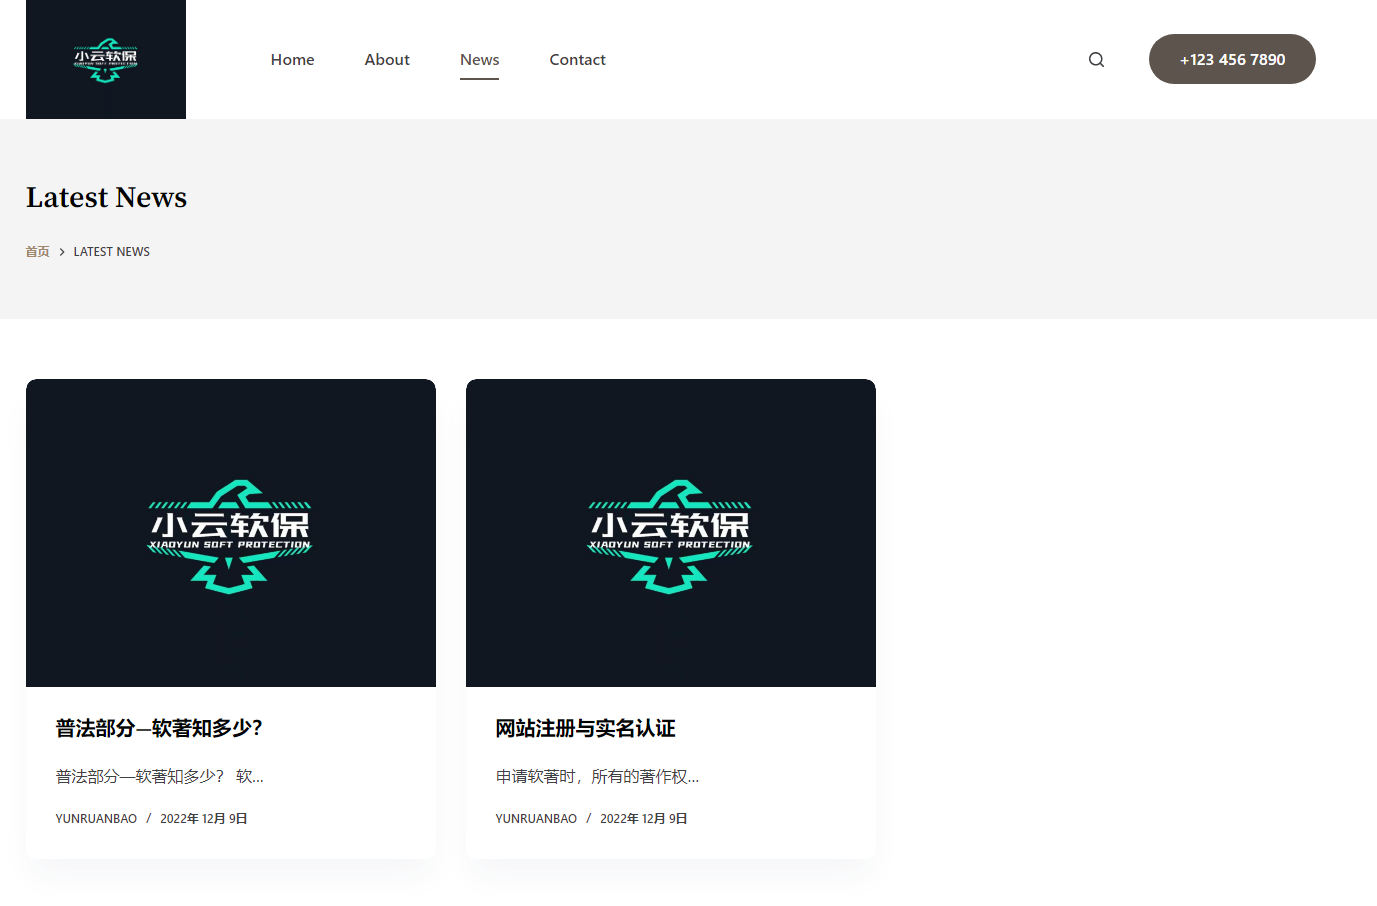 小云软保
XIAOYUN SOFT PROTECTION
Home
About
News
Contact
+123 456 7890
Latest News
首页 > LATEST NEWS
小云软保
XIAOYUN SOFT PROTECTION
小云软保
XIAOYUN SOFT PROTECTION
普法部分—软著知多少?
普法部分—软著知多少? 软...
YUNRUANBAO / 2022年 12月 9日
网站注册与实名认证
申请软著时，所有的著作权...
YUNRUANBAO / 2022年 12月 9日